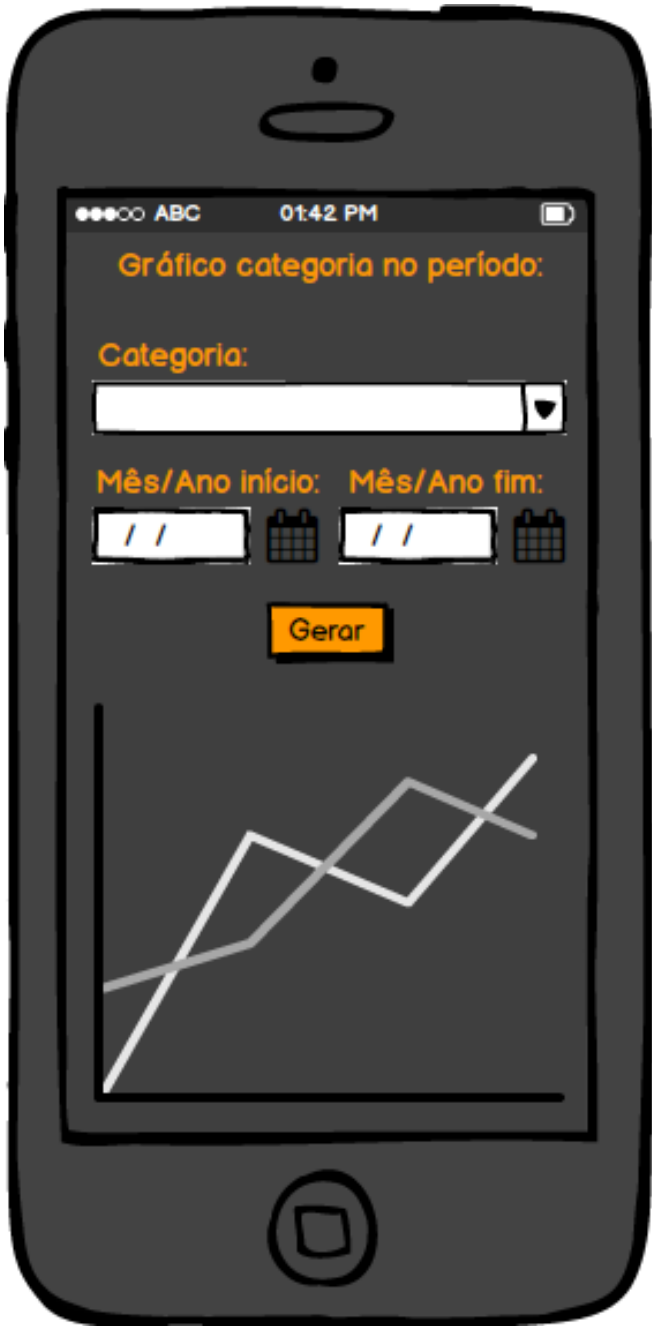 ABC 01:42 PM
Gráfico categoria no período:
Categoria:
Mês/Ano início: Mês/Ano fim:
/ / / /
Gerar